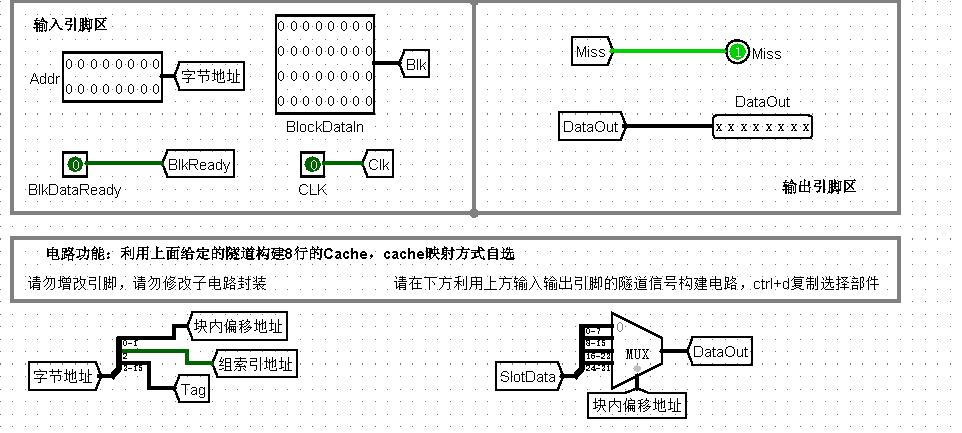 输入引脚区
Addr
0 0 0 0 0 0 0 0
0 0 0 0 0 0 0 0
字节地址
0 0 0 0 0 0 0 0
0 0 0 0 0 0 0 0
0 0 0 0 0 0 0 0
0 0 0 0 0 0 0 0
Blk
BlockDataIn
0
BlkReady
BlkDataReady
0
Clk
CLK
Miss
1
Miss
DataOut
DataOut
x x x x x x x x
输出引脚区
电路功能：利用上面给定的隧道构建8行的Cache，cache映射方式自选
请勿增改引脚，请勿修改子电路封装
请在下方利用上方输入输出引脚的隧道信号构建电路，ctrl+d复制选择部件
字节地址
0-1
2
3-15
块内偏移地址
组索引地址
Tag
SlotData
0-7
8-15
16-23
24-31
0
MUX
DataOut
块内偏移地址